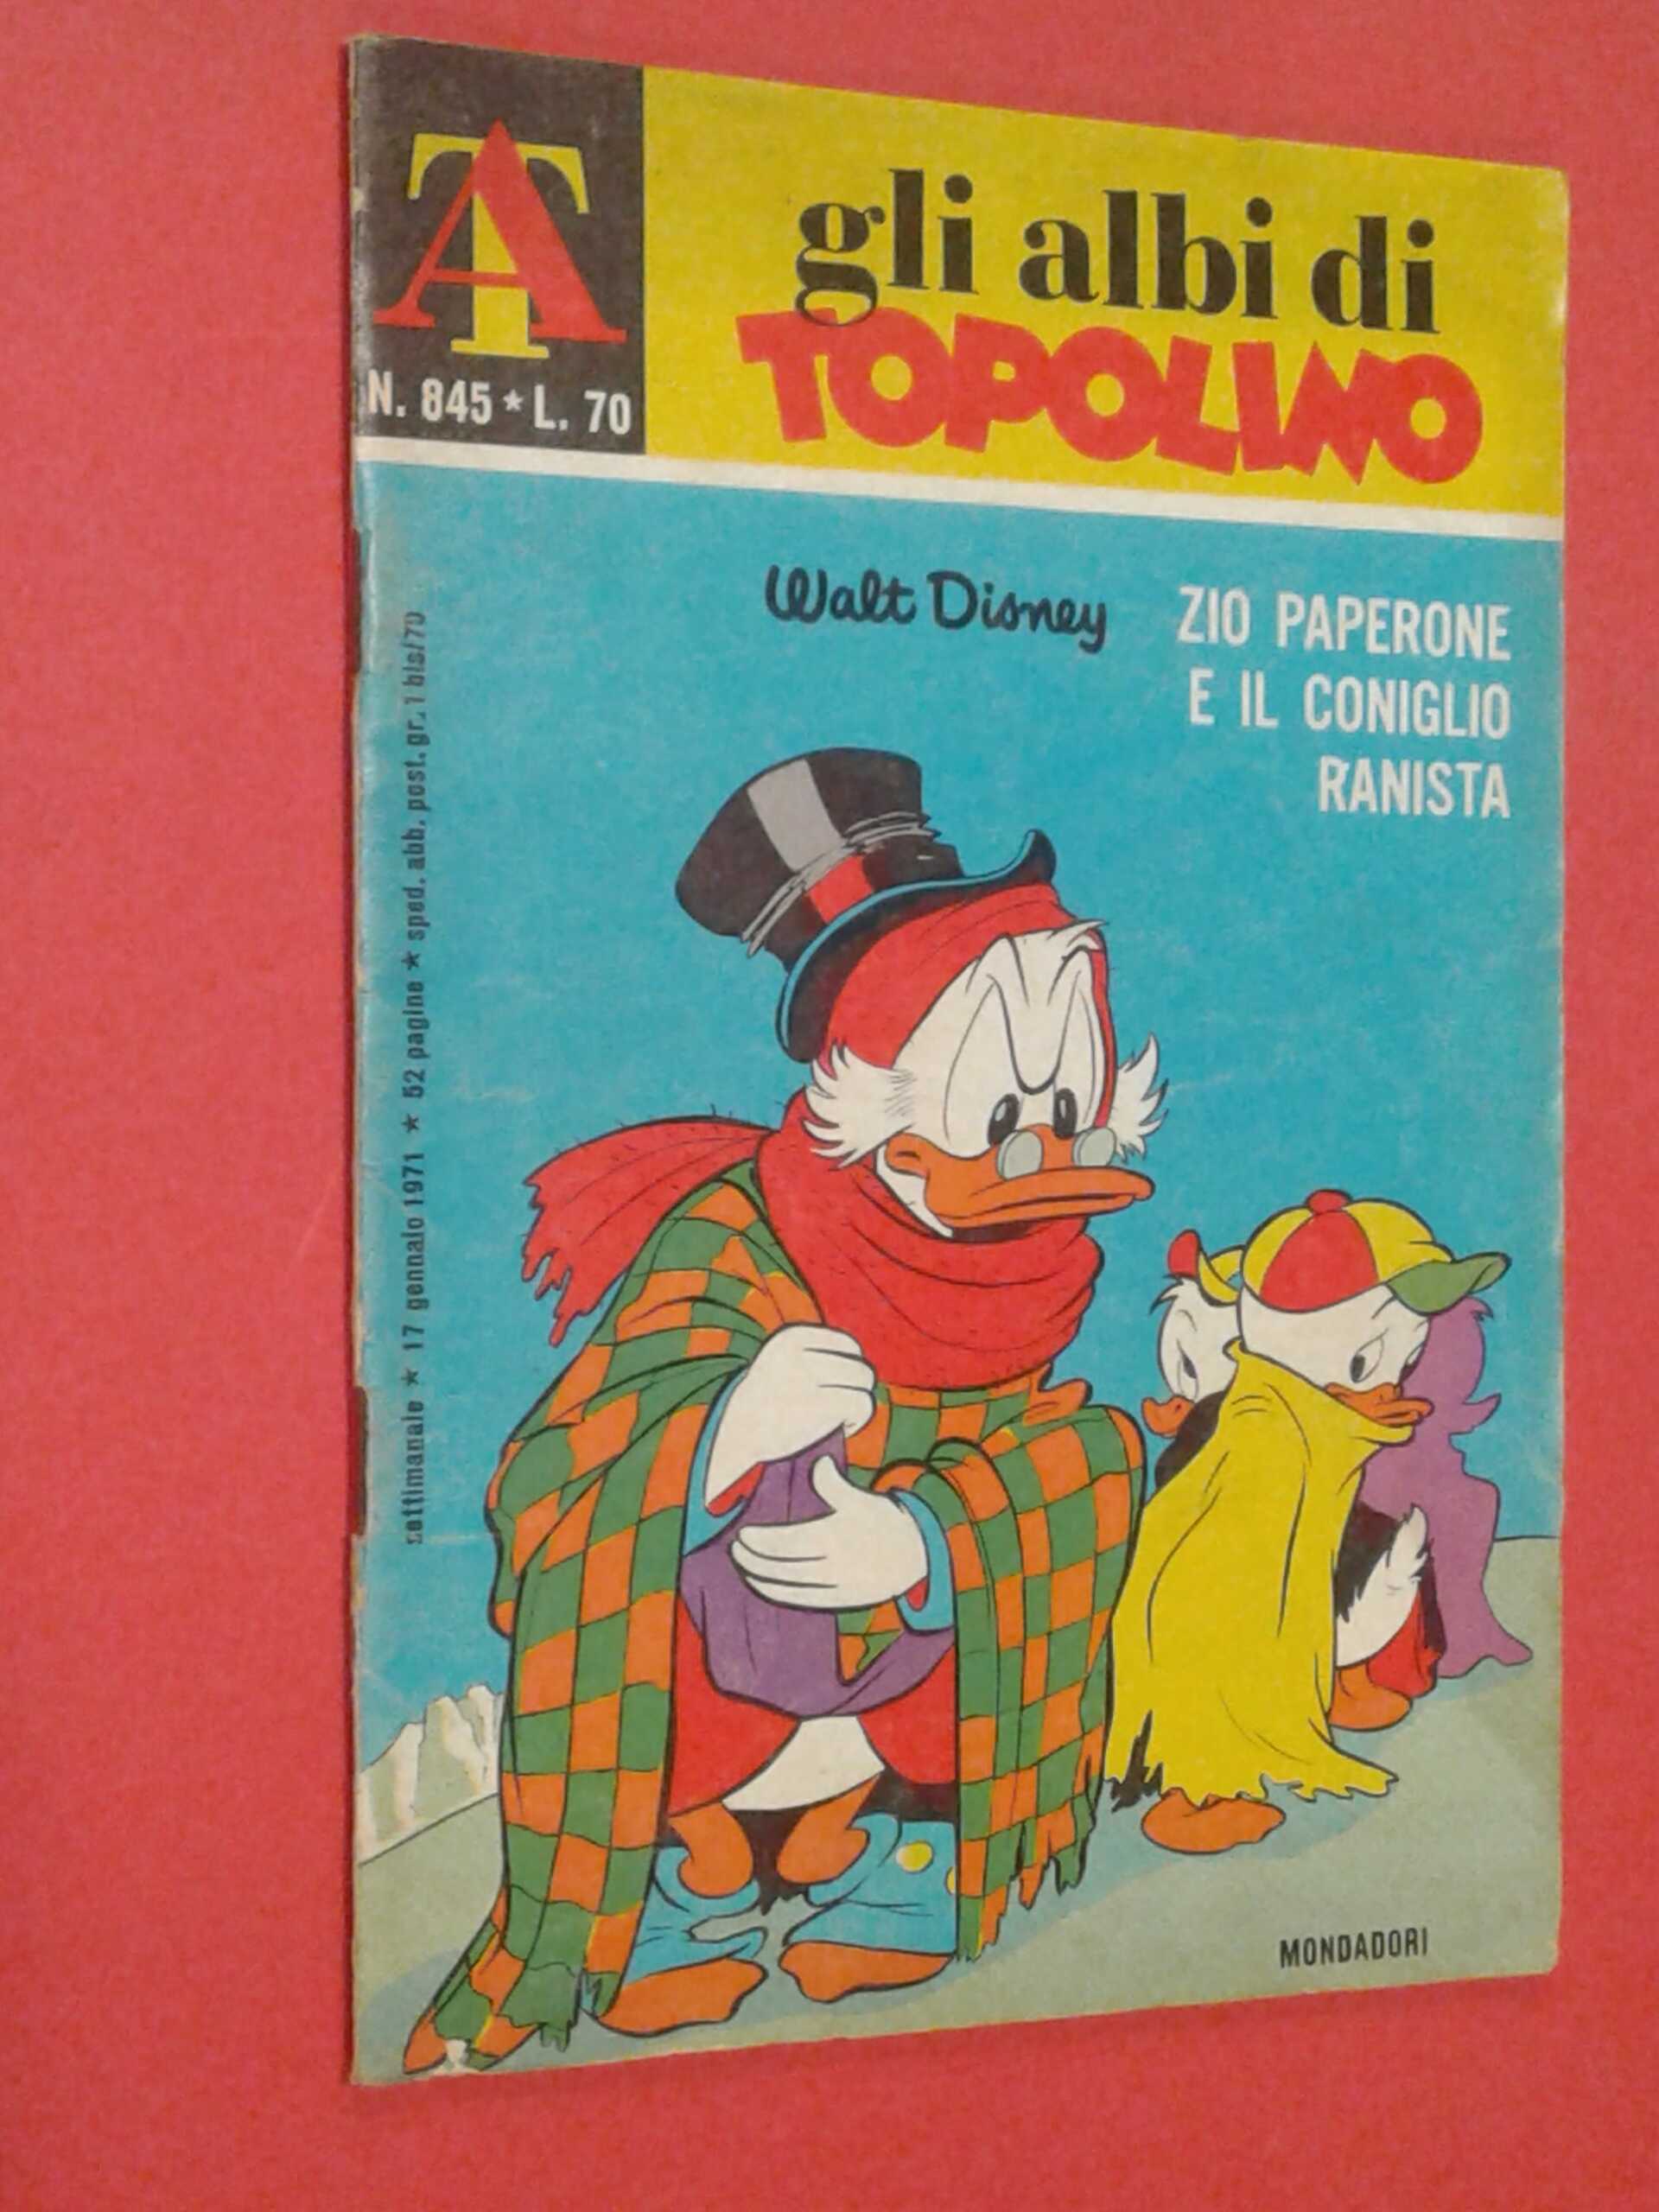 AT
N. 845 * L. 70
gli albi di
TOPOLINO
Walt Disney
ZIO PAPERONE
E IL CONIGLIO
RANISTA
settimanale ★ 17 gennaio 1971 ★ 52 pagine ★ sped. abb. post. gr. 1 bis/70
MONDADORI